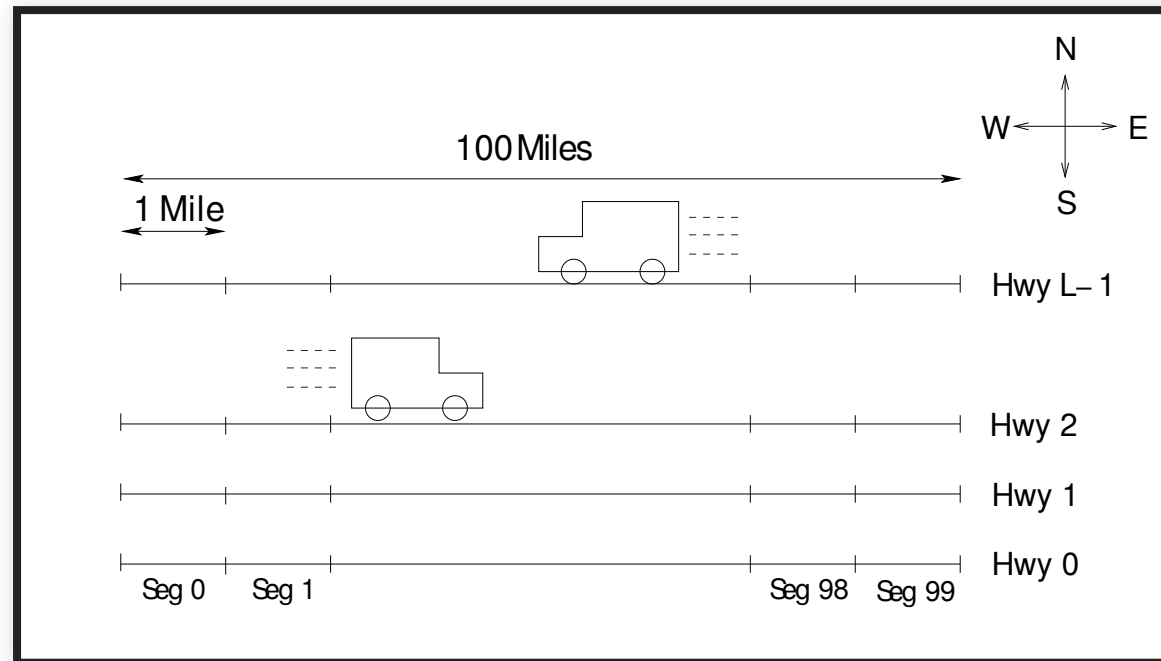 N
W E
100 Miles
S
1 Mile
Hwy L-1
Hwy 2
Hwy 1
Hwy 0
Seg 0 Seg 1 Seg 98 Seg 99